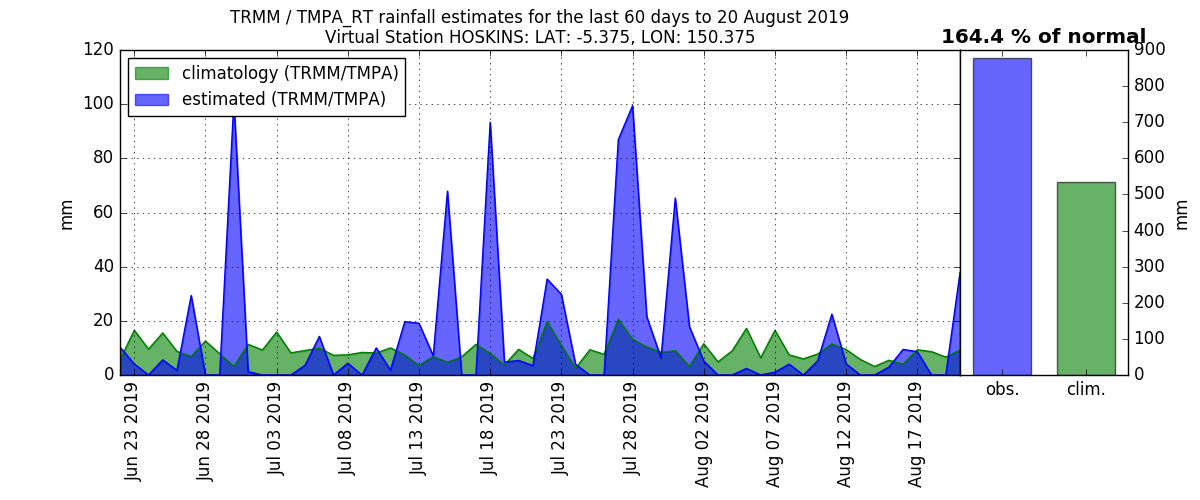 TRMM / TMPA_RT rainfall estimates for the last 60 days to 20 August 2019
Virtual Station HOSKINS: LAT: -5.375, LON: 150.375
164.4 % of normal
climatology (TRMM/TMPA)
estimated (TRMM/TMPA)
mm
120
100
80
60
40
20
0
Jun 23 2019
Jun 28 2019
Jul 03 2019
Jul 08 2019
Jul 13 2019
Jul 18 2019
Jul 23 2019
Jul 28 2019
Aug 02 2019
Aug 07 2019
Aug 12 2019
Aug 17 2019
900
800
700
600
500
400
300
200
100
0
mm
obs.
clim.